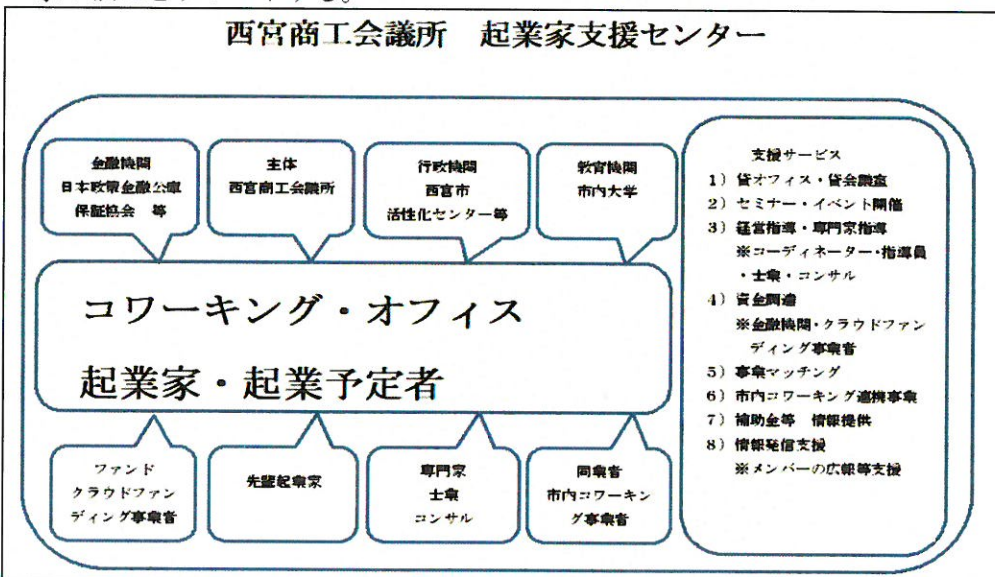 西宮商工会議所　起業家支援センター
金融機関
日本政策金融公庫
保証協会　等
主体
西宮商工会議所
行政機関
西宮市
活性化センター等
教育機関
市内大学
コワーキング・オフィス
起業家・起業予定者
ファンド
クラウドファン
ディング事業者
先輩起業家
専門家
士業
コンサル
同業者
市内コワーキン
グ事業者
支援サービス
1）貸オフィス・貸会議室
2）セミナー・イベント開催
3）経営指導・専門家指導
※コーディネーター・指導員
・士業・コンサル
4）資金調達
※金融機関・クラウドファン
ディング事業者
5）事業マッチング
6）市内コワーキング連携事業
7）補助金等　情報提供
8）情報発信支援
※メンバーの広報等支援